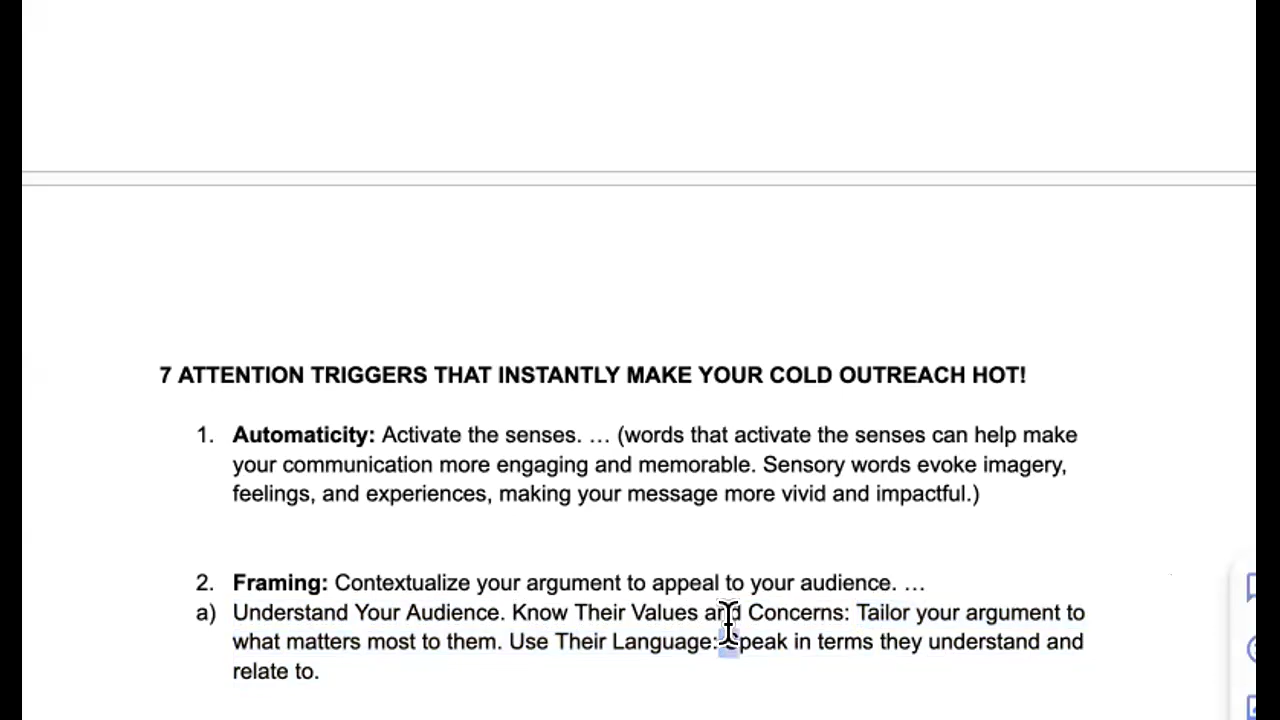 7 ATTENTION TRIGGERS THAT INSTANTLY MAKE YOUR COLD OUTREACH HOT!
1. Automaticity: Activate the senses. … (words that activate the senses can help make
your communication more engaging and memorable. Sensory words evoke imagery,
feelings, and experiences, making your message more vivid and impactful.)
2. Framing: Contextualize your argument to appeal to your audience. …
a) Understand Your Audience. Know Their Values and Concerns: Tailor your argument to
what matters most to them. Use Their Language: Speak in terms they understand and
relate to.